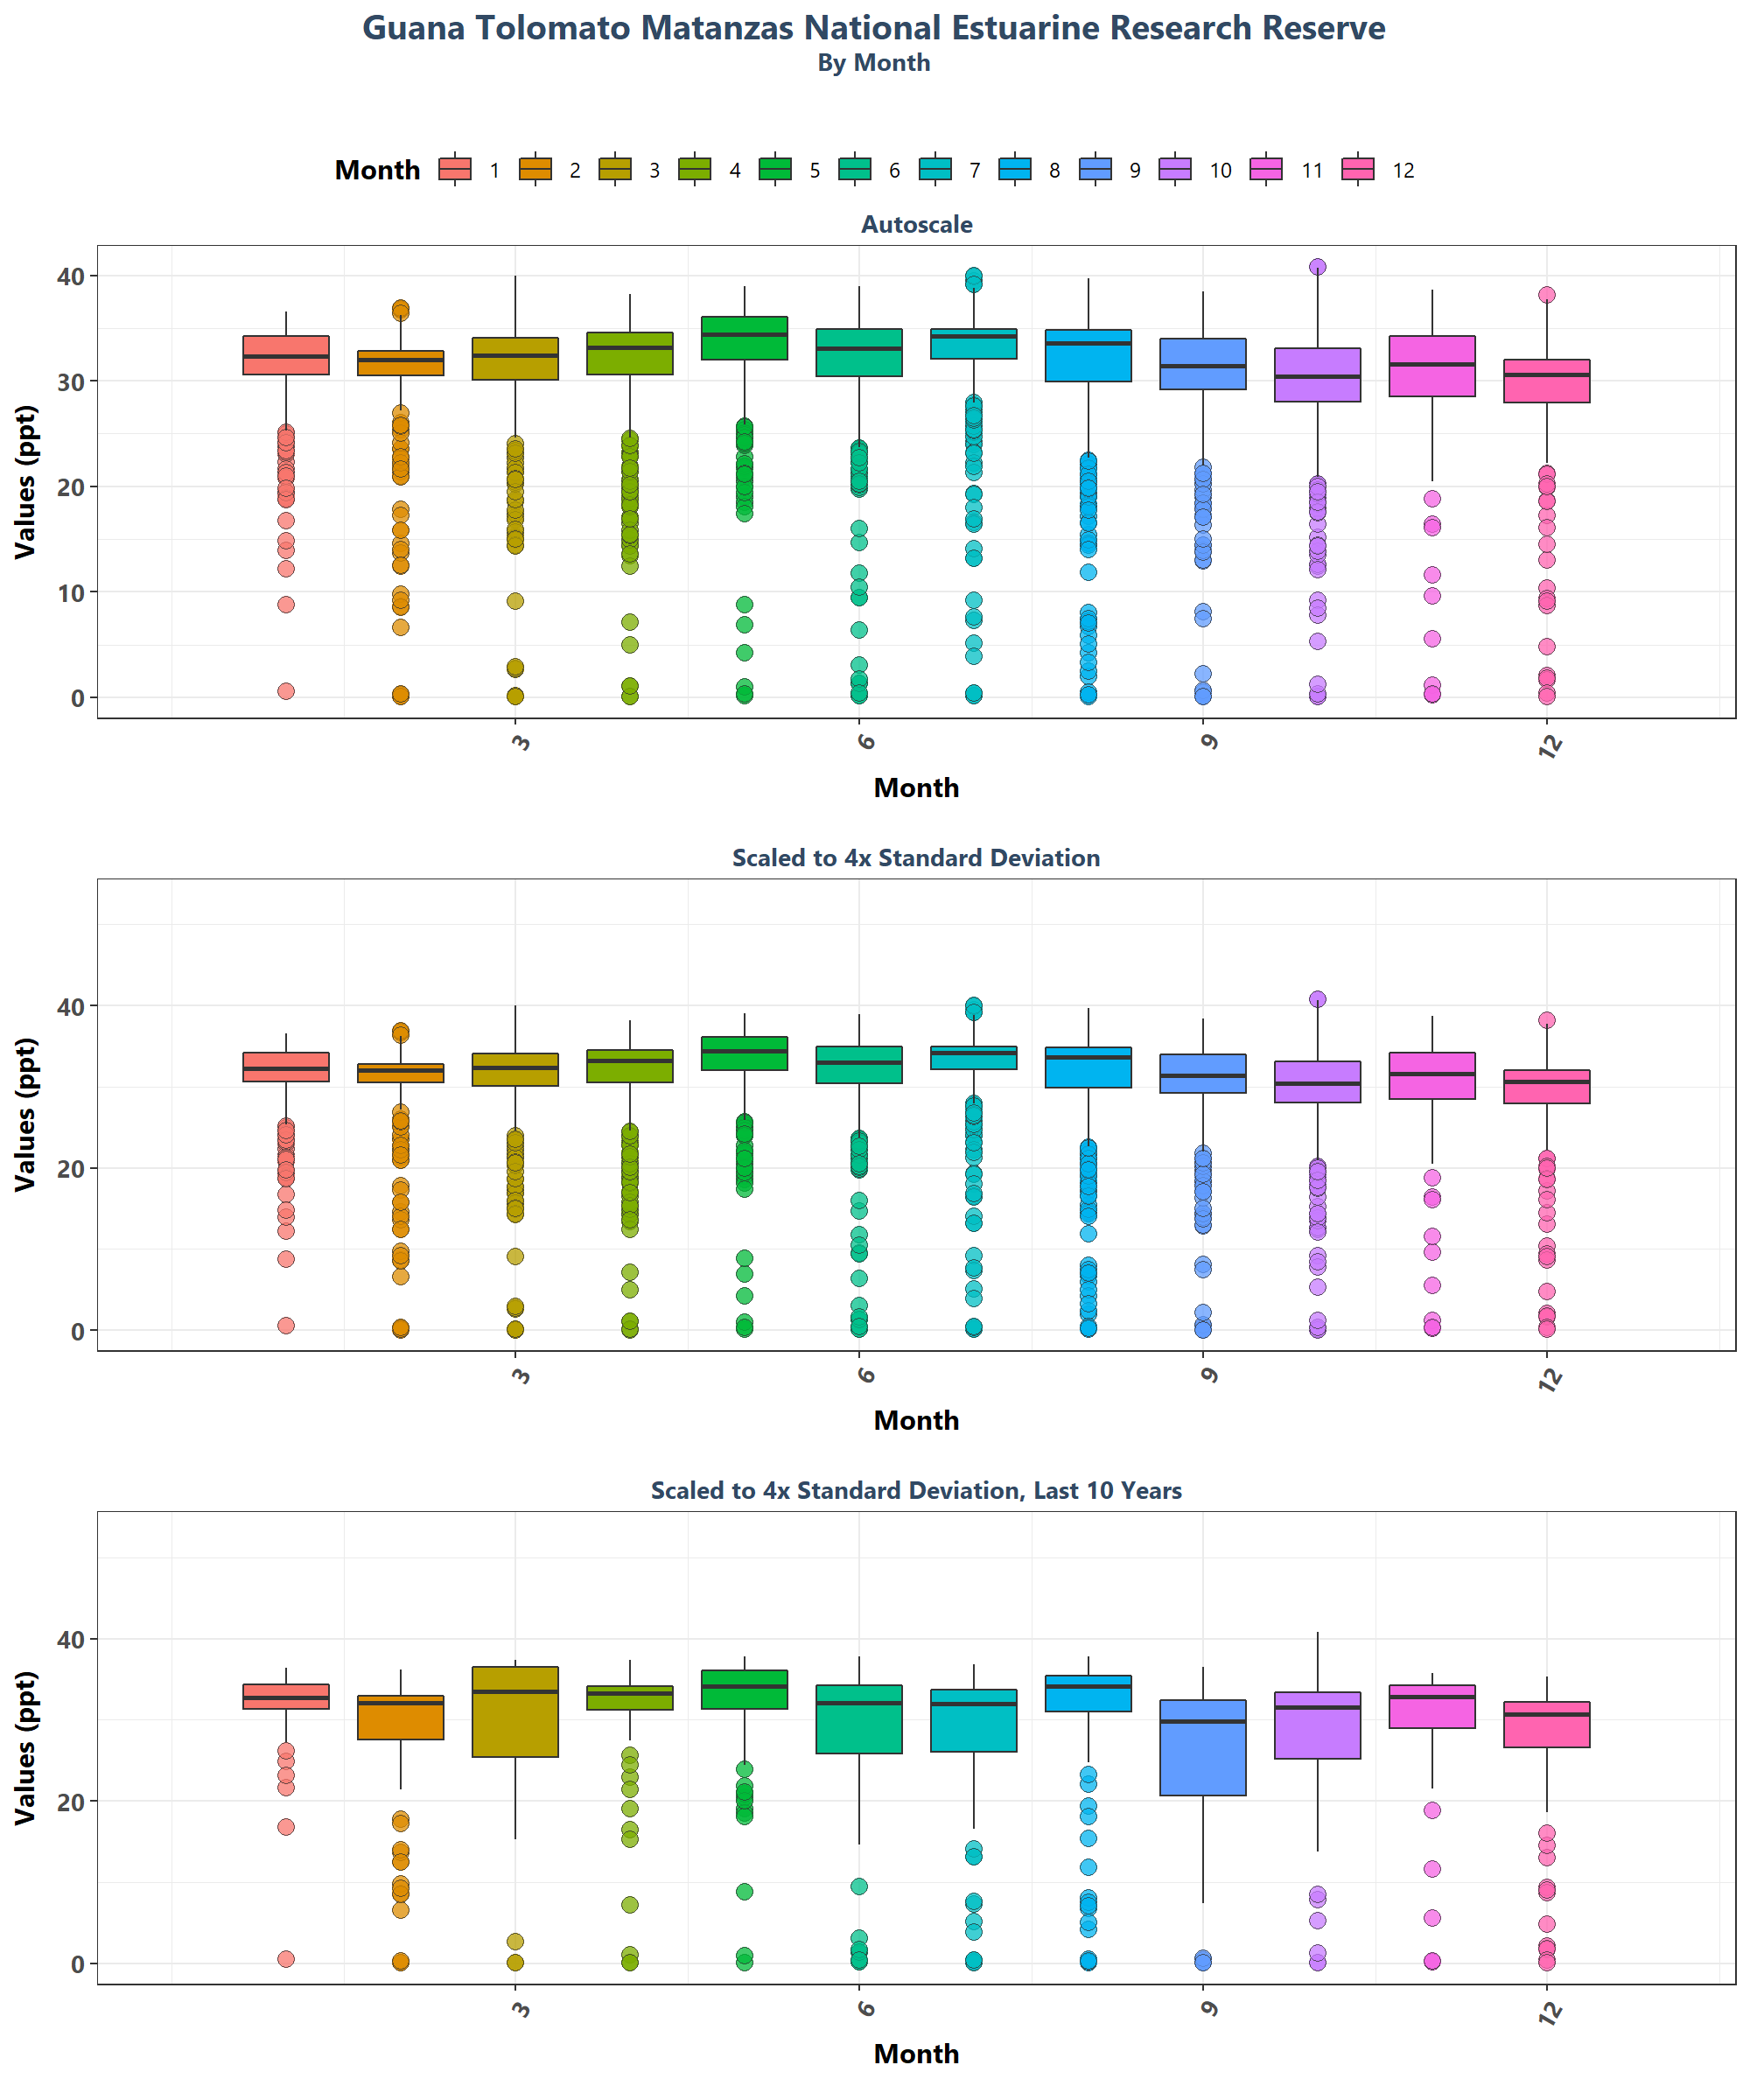 Guana Tolomato Matanzas National Estuarine Research Reserve
By Month
Month 1 2 3 4 5 6 7 8 9 10 11 12
Autoscale
Values (ppt)
40
30
20
10
0
3 6 9 12
Month
Scaled to 4x Standard Deviation
Values (ppt)
40
20
0
3 6 9 12
Month
Scaled to 4x Standard Deviation, Last 10 Years
Values (ppt)
40
20
0
3 6 9 12
Month